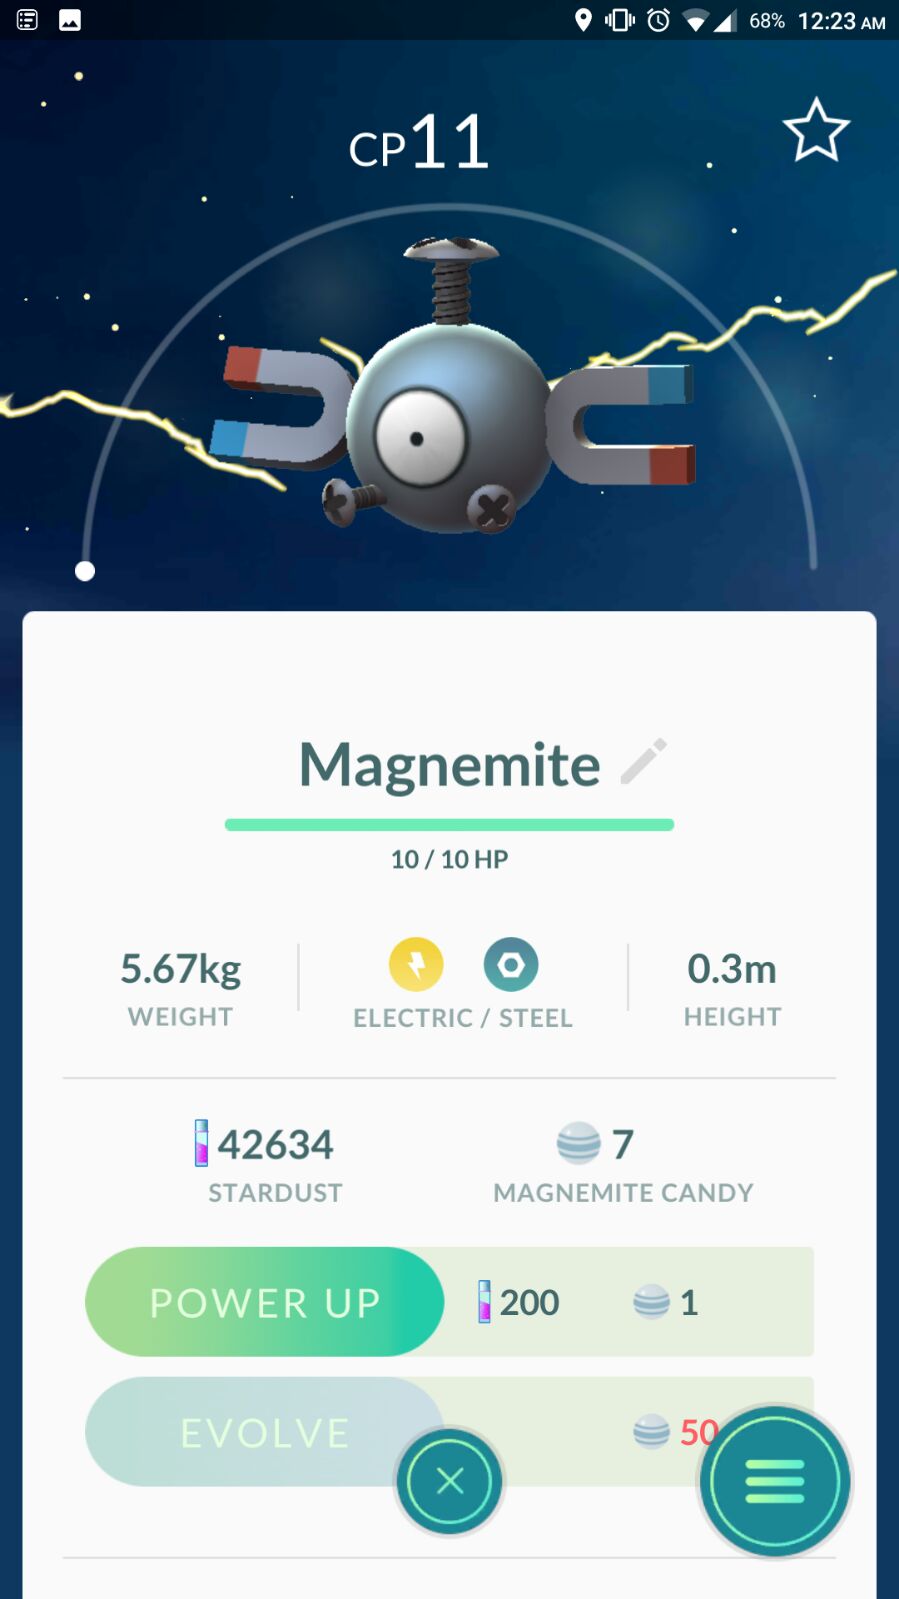 68% 12:23 AM
CP11
Magnemite
10 / 10 HP
5.67kg
WEIGHT
ELECTRIC / STEEL
0.3m
HEIGHT
42634
STARDUST
7
MAGNEMITE CANDY
POWER UP 200 1
EVOLVE 50